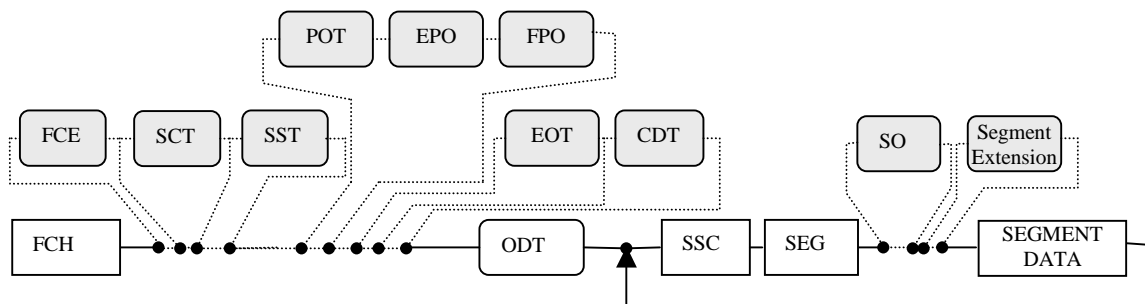 POT EPO FPO
FCE SCT SST EOT CDT SO Segment
Extension
FCH ODT SSC SEG SEGMENT
DATA